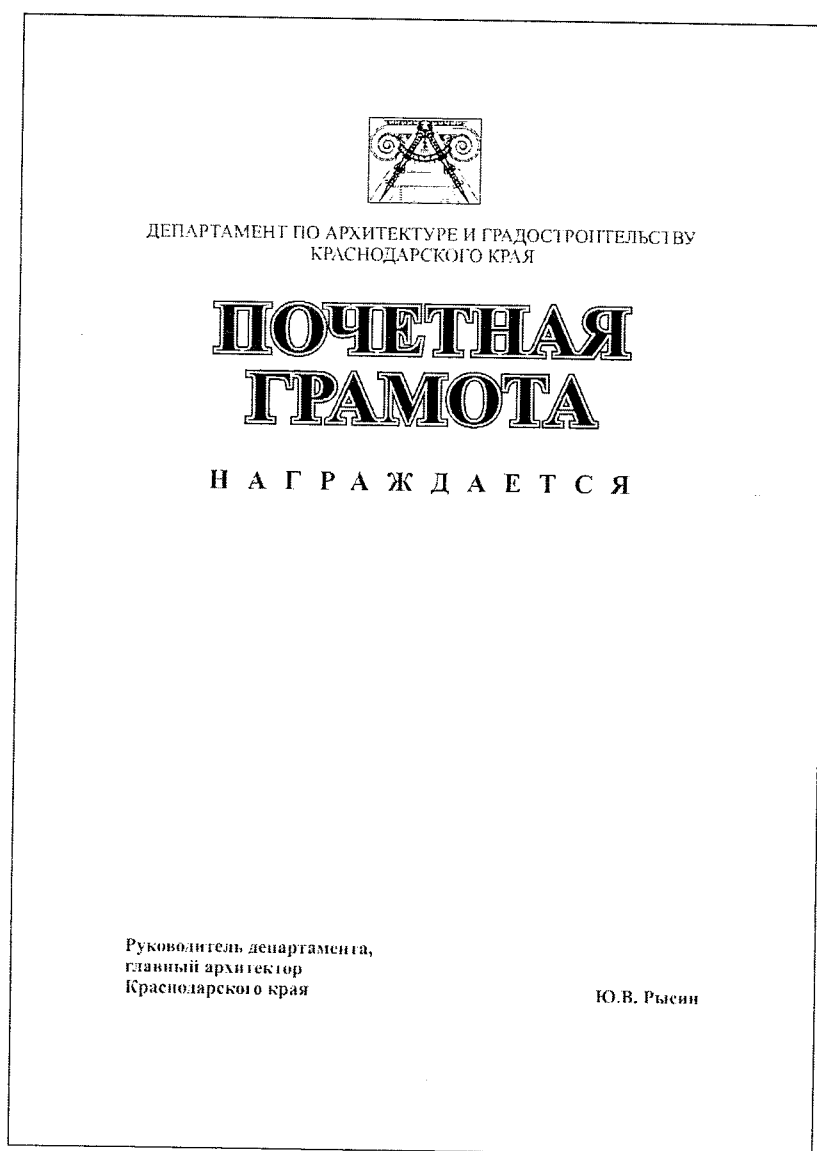 ДЕПАРТАМЕНТ ПО АРХИТЕКТУРЕ И ГРАДОСТРОИТЕЛЬСТВУ
КРАСНОДАРСКОГО КРАЯ
ПОЧЕТНАЯ
ГРАМОТА
НАГРАЖДАЕТСЯ
Руководитель департамента,
главный архитектор
Краснодарского края
Ю.В. Рысин